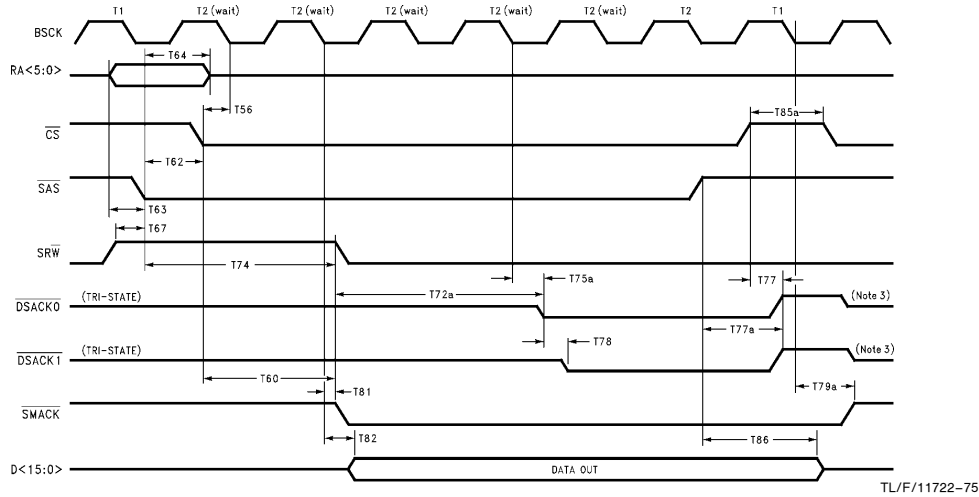 T1 T2 (wait) T2 (wait) T2 (wait) T2 (wait) T2 (wait) T2 T1
BSCK
T64
RA<5:0>
T56
T85a
CS
T62
SAS
T63
T67
SRW
T74
T75a
T72a
T77
DSACK0 (TRI-STATE) (Note 3)
T78
T77a
DSACK1 (TRI-STATE) (Note 3)
T60
T81
T79a
SMACK
T82
T86
D<15:0> DATA OUT
TL/F/11722–75